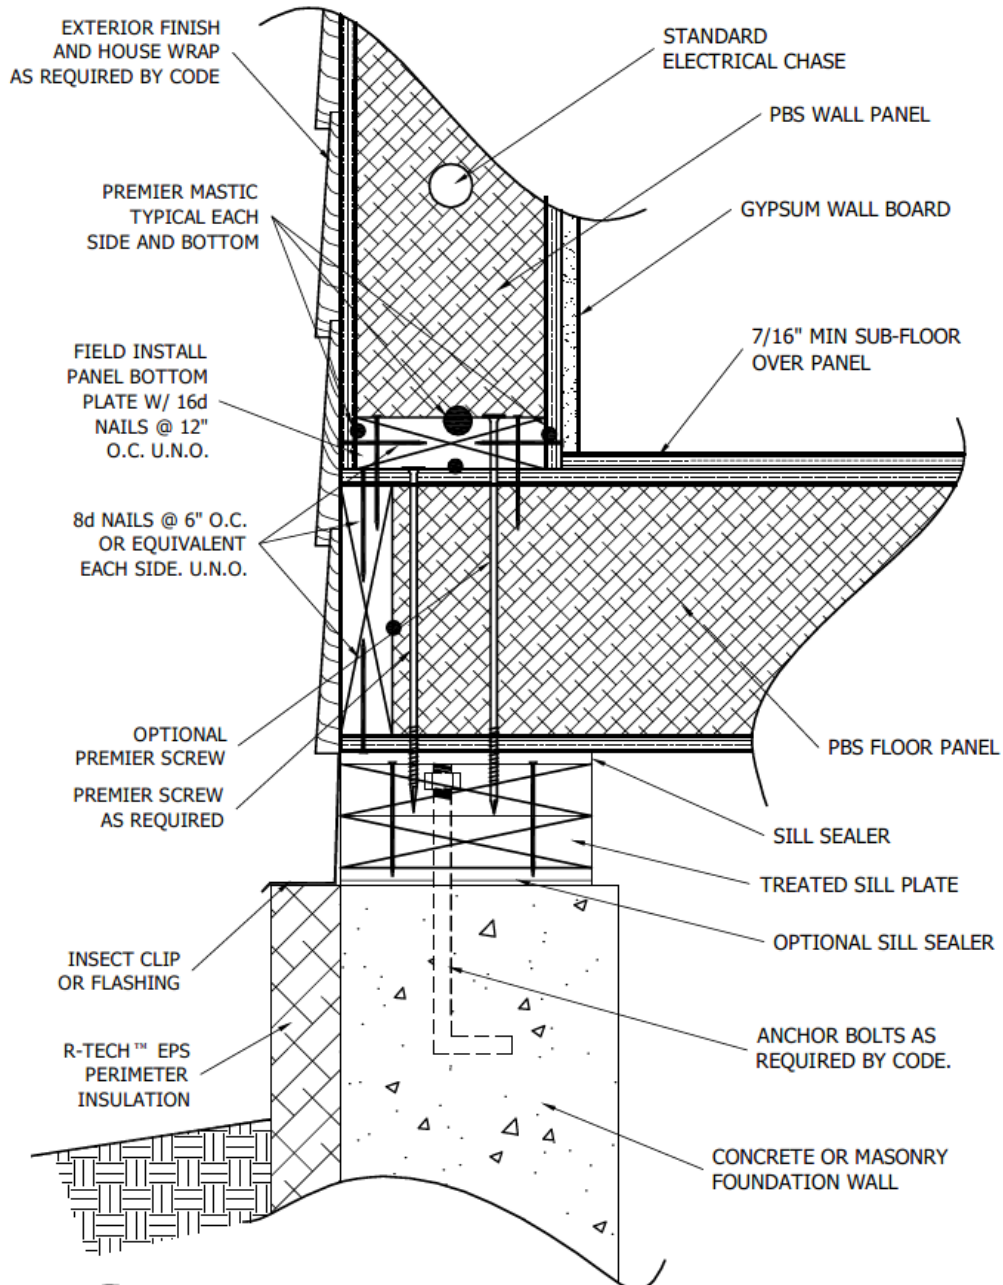 EXTERIOR FINISH
AND HOUSE WRAP
AS REQUIRED BY CODE
STANDARD
ELECTRICAL CHASE
PBS WALL PANEL
PREMIER MASTIC
TYPICAL EACH
SIDE AND BOTTOM
GYPSUM WALL BOARD
7/16" MIN SUB-FLOOR
OVER PANEL
FIELD INSTALL
PANEL BOTTOM
PLATE W/ 16d
NAILS @ 12"
O.C. U.N.O.
8d NAILS @ 6" O.C.
OR EQUIVALENT
EACH SIDE. U.N.O.
OPTIONAL
PREMIER SCREW
PBS FLOOR PANEL
PREMIER SCREW
AS REQUIRED
SILL SEALER
TREATED SILL PLATE
OPTIONAL SILL SEALER
INSECT CLIP
OR FLASHING
ANCHOR BOLTS AS
REQUIRED BY CODE.
R-TECH™ EPS
PERIMETER
INSULATION
CONCRETE OR MASONRY
FOUNDATION WALL